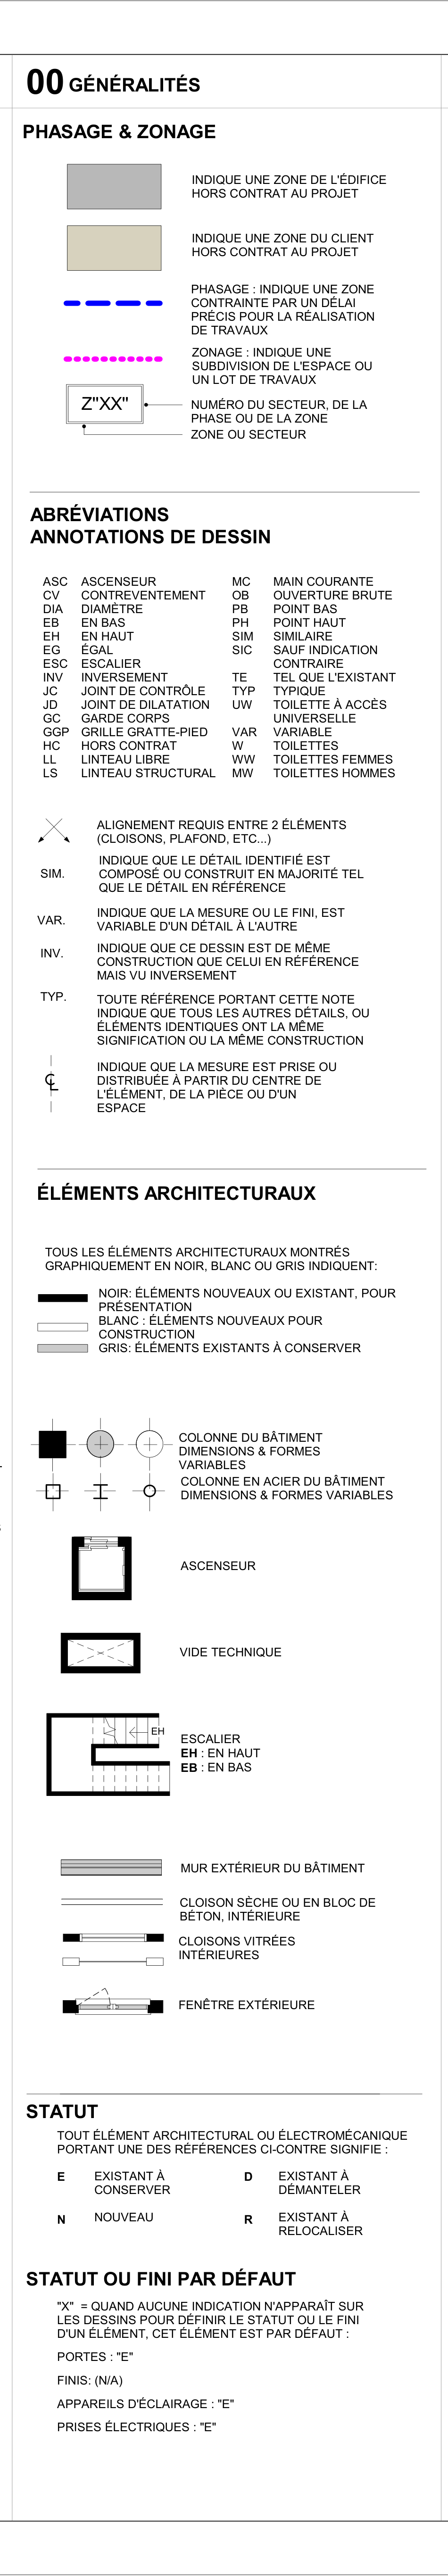 00 GÉNÉRALITÉS
PHASAGE & ZONAGE
INDIQUE UNE ZONE DE L'ÉDIFICE
HORS CONTRAT AU PROJET
INDIQUE UNE ZONE DU CLIENT
HORS CONTRAT AU PROJET
PHASAGE : INDIQUE UNE ZONE
CONTRAINTE PAR UN DÉLAI
PRÉCIS POUR LA RÉALISATION
DE TRAVAUX
ZONAGE : INDIQUE UNE
SUBDIVISION DE L'ESPACE OU
UN LOT DE TRAVAUX
Z"XX"
NUMÉRO DU SECTEUR, DE LA
PHASE OU DE LA ZONE
ZONE OU SECTEUR
ABRÉVIATIONS
ANNOTATIONS DE DESSIN
ASC ASCENSEUR
CV CONTREVENTEMENT
DIA DIAMÈTRE
EB EN BAS
EH EN HAUT
EG ÉGAL
ESC ESCALIER
INV INVERSEMENT
JC JOINT DE CONTRÔLE
JD JOINT DE DILATATION
GC GARDE CORPS
GGP GRILLE GRATTE-PIED
HC HORS CONTRAT
LL LINTEAU LIBRE
LS LINTEAU STRUCTURAL
MC MAIN COURANTE
OB OUVERTURE BRUTE
PB POINT BAS
PH POINT HAUT
SIM SIMILAIRE
SIC SAUF INDICATION
CONTRAIRE
TE TEL QUE L'EXISTANT
TYP TYPIQUE
UW TOILETTE À ACCÈS
UNIVERSELLE
VAR VARIABLE
W TOILETTES
WW TOILETTES FEMMES
MW TOILETTES HOMMES
ALIGNEMENT REQUIS ENTRE 2 ÉLÉMENTS
(CLOISONS, PLAFOND, ETC...)
SIM. INDIQUE QUE LE DÉTAIL IDENTIFIÉ EST
COMPOSÉ OU CONSTRUIT EN MAJORITÉ TEL
QUE LE DÉTAIL EN RÉFÉRENCE
VAR. INDIQUE QUE LA MESURE OU LE FINI, EST
VARIABLE D'UN DÉTAIL À L'AUTRE
INV. INDIQUE QUE CE DESSIN EST DE MÊME
CONSTRUCTION QUE CELUI EN RÉFÉRENCE
MAIS VU INVERSEMENT
TYP. TOUTE RÉFÉRENCE PORTANT CETTE NOTE
INDIQUE QUE TOUS LES AUTRES DÉTAILS, OU
ÉLÉMENTS IDENTIQUES ONT LA MÊME
SIGNIFICATION OU LA MÊME CONSTRUCTION
℄ INDIQUE QUE LA MESURE EST PRISE OU
DISTRIBUÉE À PARTIR DU CENTRE DE
L'ÉLÉMENT, DE LA PIÈCE OU D'UN
ESPACE
ÉLÉMENTS ARCHITECTURAUX
TOUS LES ÉLÉMENTS ARCHITECTURAUX MONTRÉS
GRAPHIQUEMENT EN NOIR, BLANC OU GRIS INDIQUENT:
NOIR: ÉLÉMENTS NOUVEAUX OU EXISTANT, POUR
PRÉSENTATION
BLANC : ÉLÉMENTS NOUVEAUX POUR
CONSTRUCTION
GRIS: ÉLÉMENTS EXISTANTS À CONSERVER
COLONNE DU BÂTIMENT
DIMENSIONS & FORMES
VARIABLES
COLONNE EN ACIER DU BÂTIMENT
DIMENSIONS & FORMES VARIABLES
ASCENSEUR
VIDE TECHNIQUE
EH
ESCALIER
EH : EN HAUT
EB : EN BAS
MUR EXTÉRIEUR DU BÂTIMENT
CLOISON SÈCHE OU EN BLOC DE
BÉTON, INTÉRIEURE
CLOISONS VITRÉES
INTÉRIEURES
FENÊTRE EXTÉRIEURE
STATUT
TOUT ÉLÉMENT ARCHITECTURAL OU ÉLECTROMÉCANIQUE
PORTANT UNE DES RÉFÉRENCES CI-CONTRE SIGNIFIE :
E EXISTANT À
CONSERVER
D EXISTANT À
DÉMANTELER
N NOUVEAU
R EXISTANT À
RELOCALISER
STATUT OU FINI PAR DÉFAUT
"X" = QUAND AUCUNE INDICATION N'APPARAÎT SUR
LES DESSINS POUR DÉFINIR LE STATUT OU LE FINI
D'UN ÉLÉMENT, CET ÉLÉMENT EST PAR DÉFAUT :
PORTES : "E"
FINIS: (N/A)
APPAREILS D'ÉCLAIRAGE : "E"
PRISES ÉLECTRIQUES : "E"